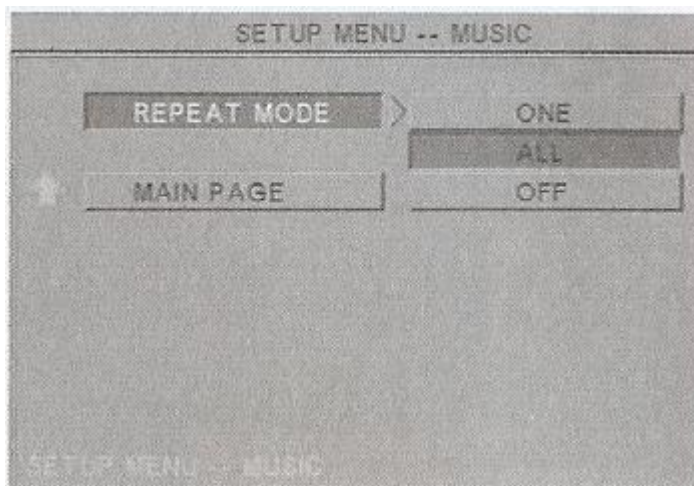 SETUP MENU -- MUSIC
REPEAT MODE
ONE
ALL
MAIN PAGE
OFF
SETUP MENU -- MUSIC